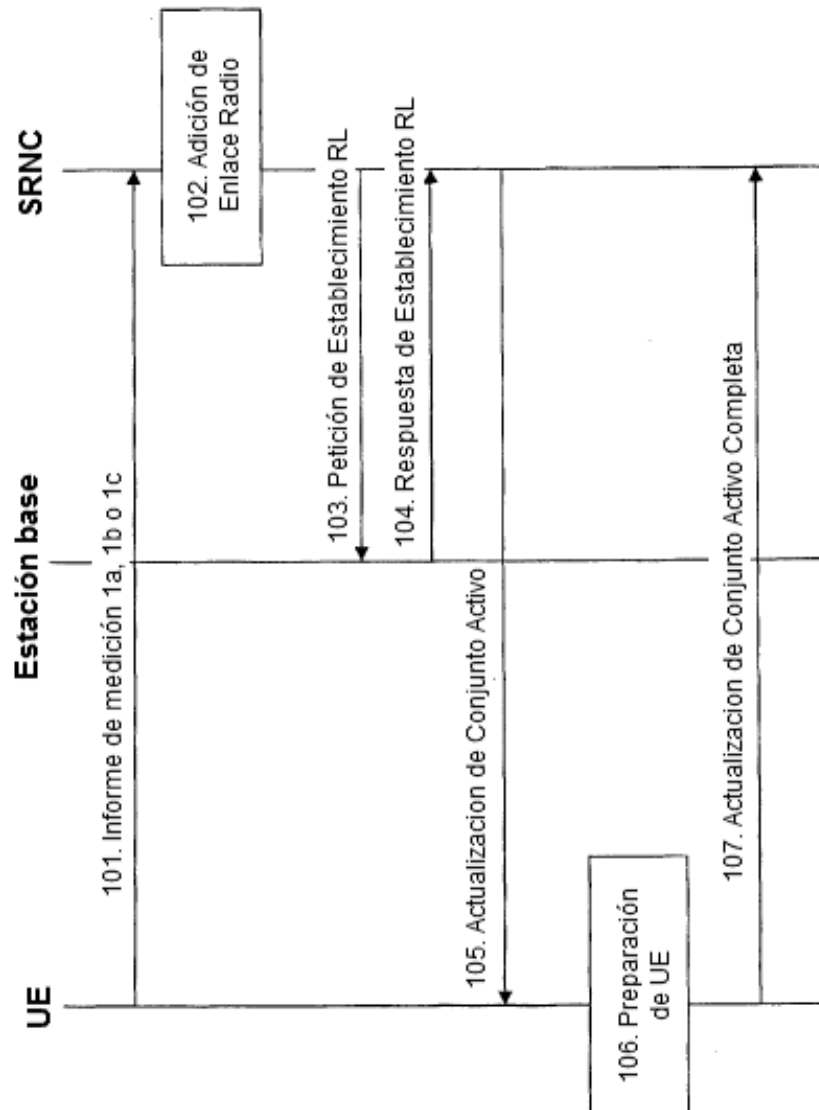 UE
Estación base
SRNC
101. Informe de medición 1a, 1b o 1c
102. Adición de
Enlace Radio
103. Petición de Establecimiento RL
104. Respuesta de Establecimiento RL
105. Actualizacion de Conjunto Activo
106. Preparación
de UE
107. Actualizacion de Conjunto Activo Completa